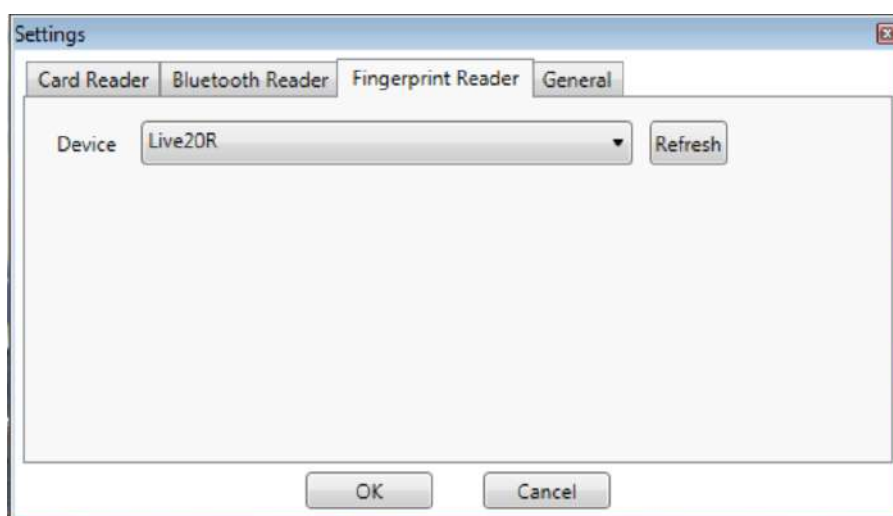 Settings
Card Reader Bluetooth Reader Fingerprint Reader General
Device Live20R Refresh
OK Cancel